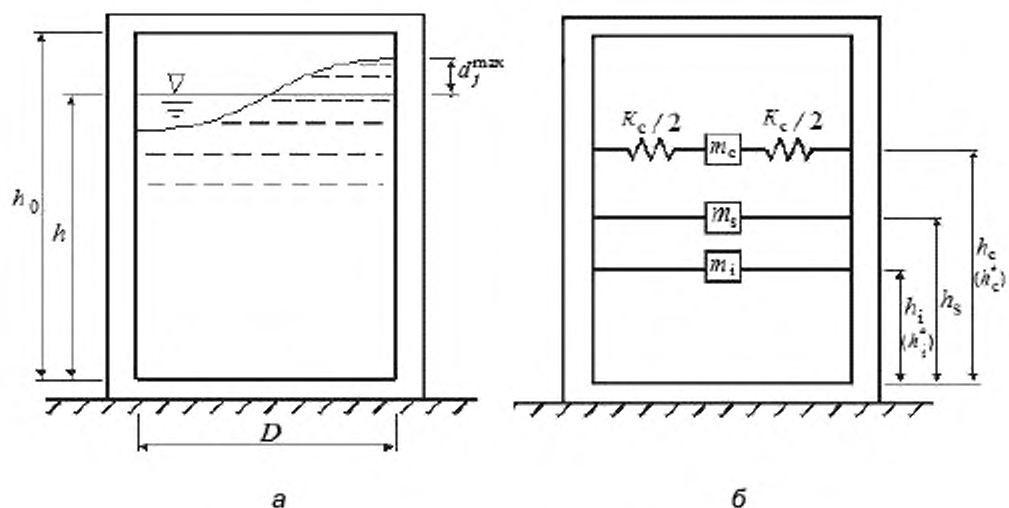 h₀
h
d_f^max
D
а
K_c / 2
K_c / 2
m_c
m_s
m_i
h_c
(h_c^*)
h_s
h_i
(h_i^*)
б